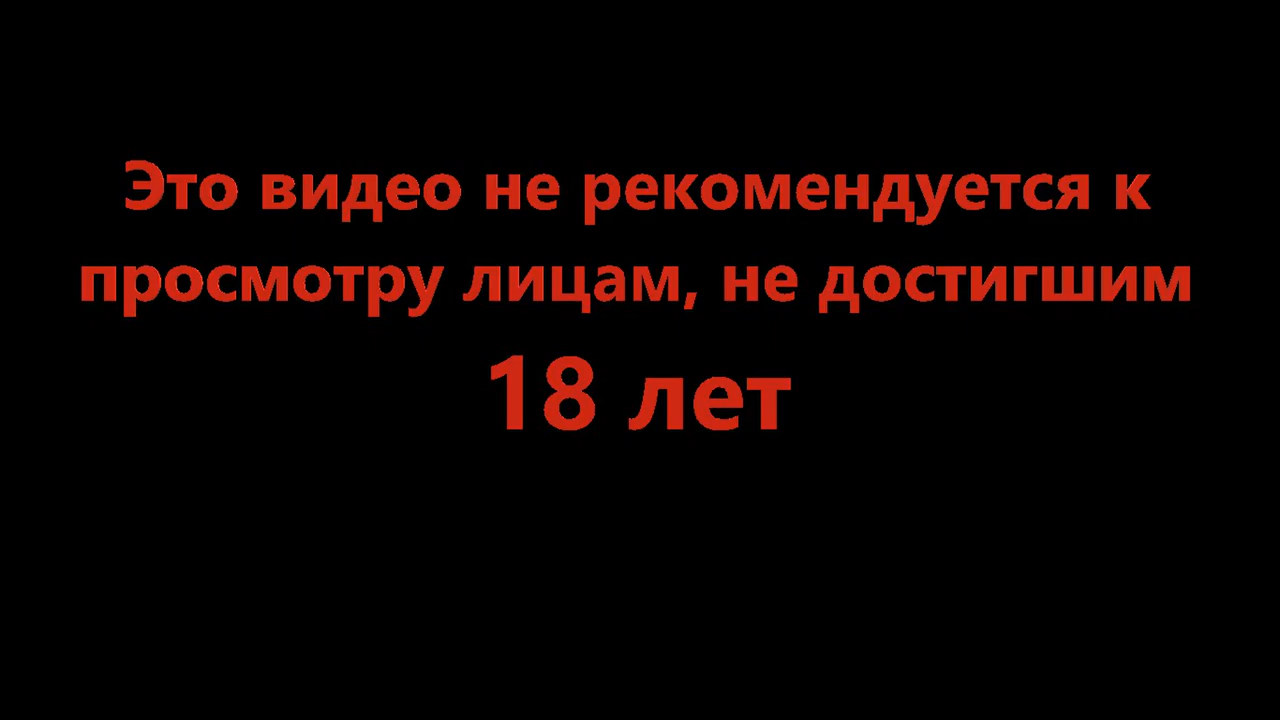 Это видео не рекомендуется к
просмотру лицам, не достигшим
18 лет